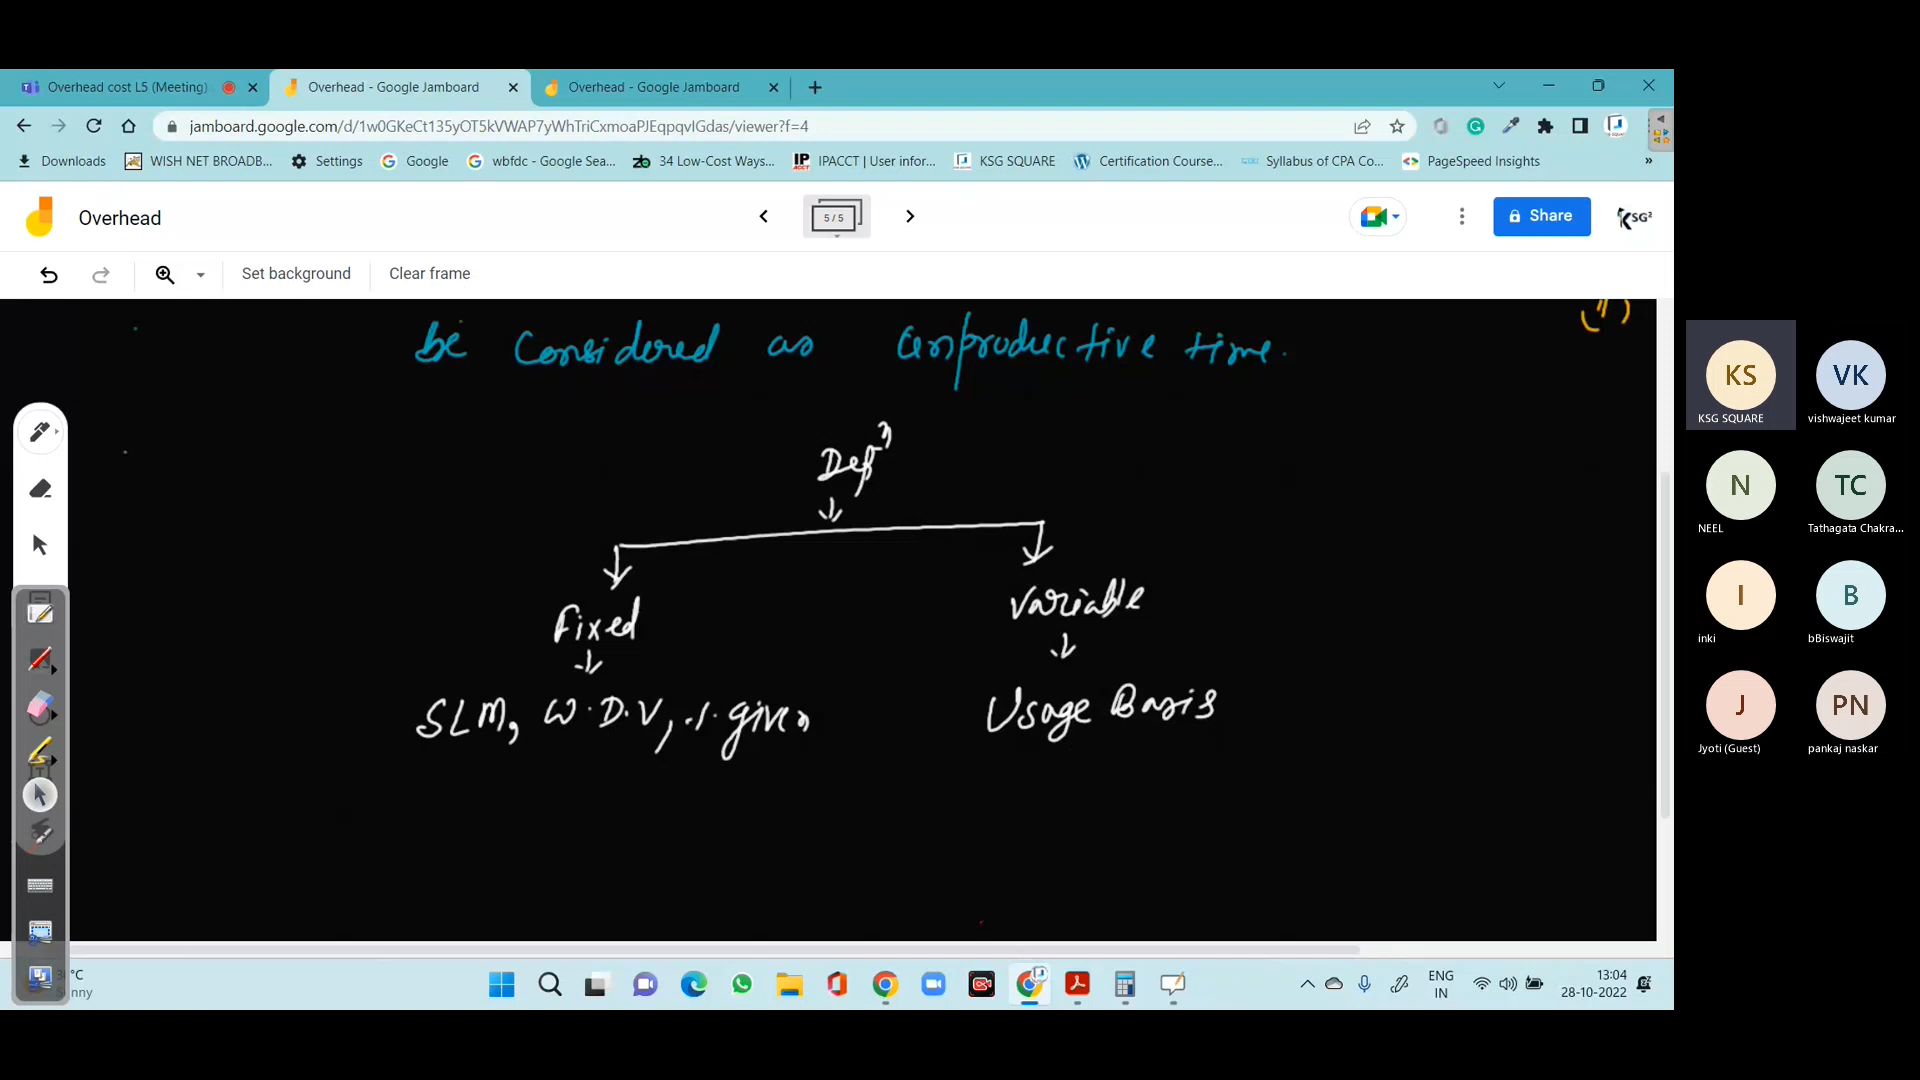 Overhead cost L5 (Meeting)
Overhead - Google Jamboard
Overhead - Google Jamboard
jamboard.google.com/d/1w0GKeCt135yOT5kVWAP7yWhTriCxmoaPJEqpqvIGdas/viewer?f=4
Downloads
WISH NET BROADB...
Settings
Google
wbfdc - Google Sea...
34 Low-Cost Ways...
IPACCT | User infor...
KSG SQUARE
Certification Course...
Syllabus of CPA Co...
PageSpeed Insights
»
Overhead
5 / 5
Share
KSG²
Set background
Clear frame
be Considered as unproductive time.
Depn
Fixed
Variable
SLM, W.D.V, % given
Usage Basis
KS
KSG SQUARE
VK
vishwajeet kumar
N
NEEL
TC
Tathagata Chakra...
I
inki
B
bBiswajit
J
Jyoti (Guest)
PN
pankaj naskar
°C
nny
ENG
IN
13:04
28-10-2022